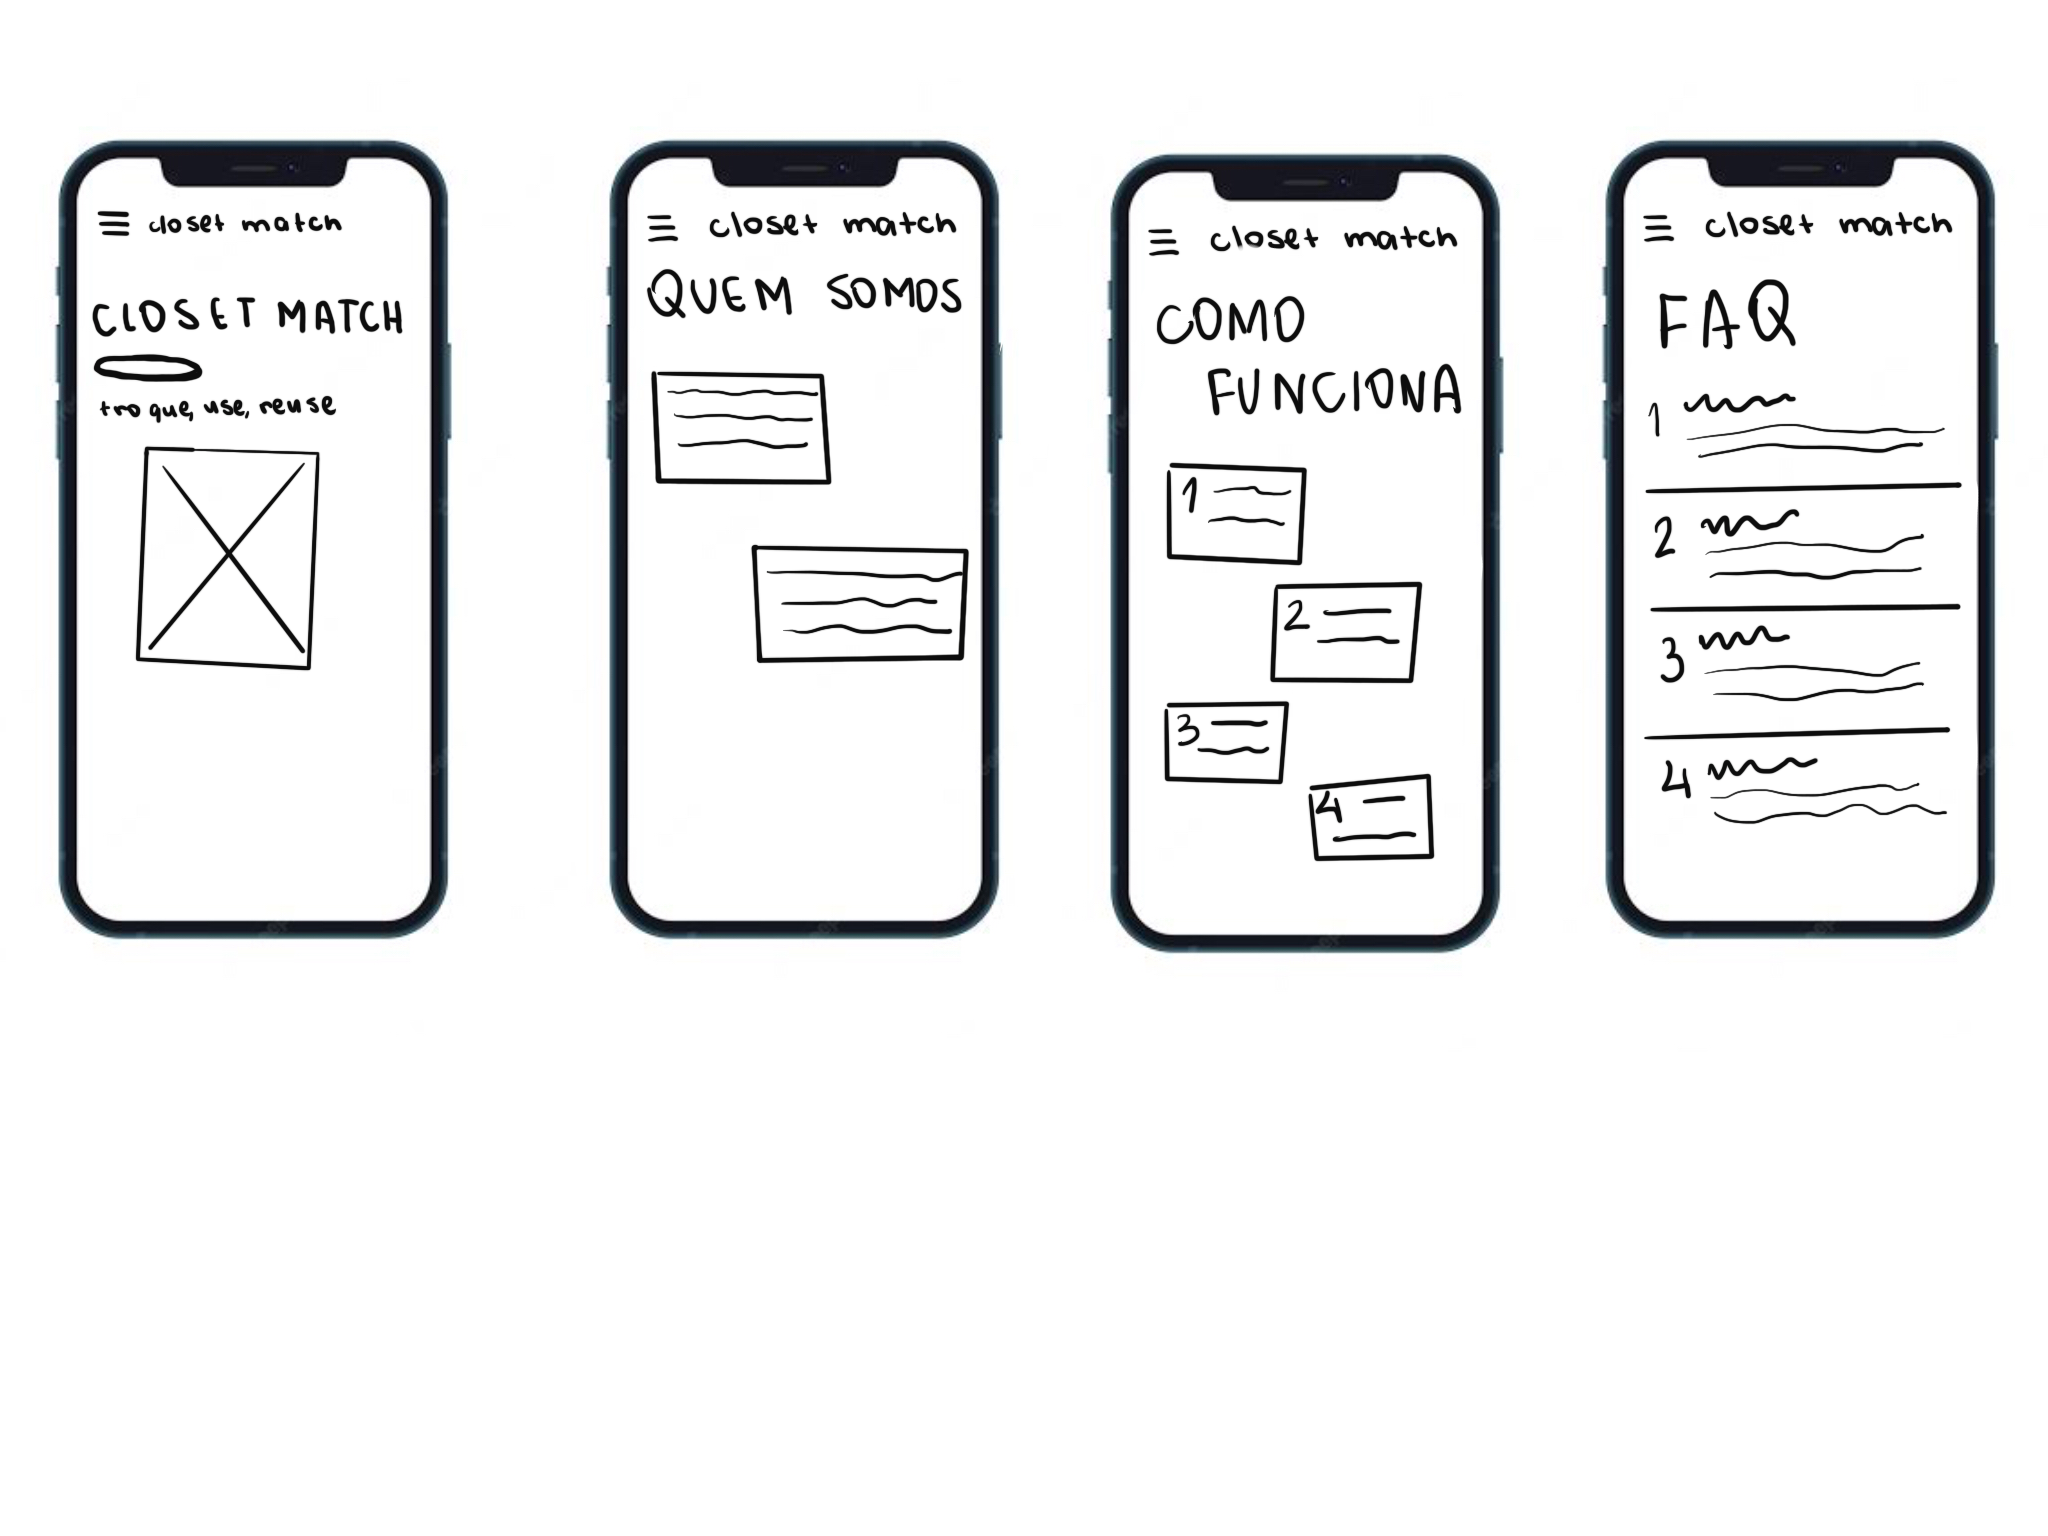 closet match
CLOSET MATCH
troque, use, reuse
closet match
QUEM SOMOS
closet match
COMO
FUNCIONA
1
2
3
4
closet match
FAQ
1
2
3
4